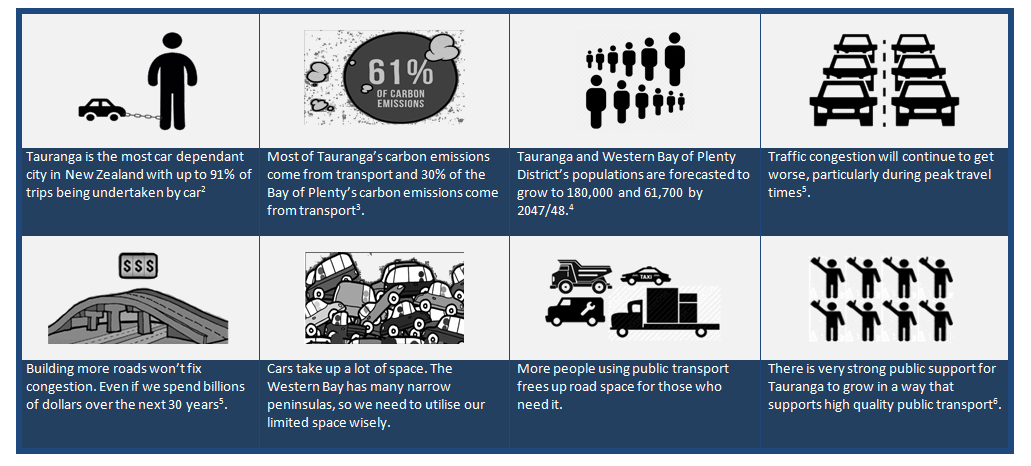 61%
OF CARBON
EMISSIONS
Tauranga is the most car dependant
city in New Zealand with up to 91% of
trips being undertaken by car²
Most of Tauranga's carbon emissions
come from transport and 30% of the
Bay of Plenty's carbon emissions come
from transport³.
Tauranga and Western Bay of Plenty
District's populations are forecasted to
grow to 180,000 and 61,700 by
2047/48.⁴
Traffic congestion will continue to get
worse, particularly during peak travel
times⁵.
$$$
TAXI
Building more roads won't fix
congestion. Even if we spend billions
of dollars over the next 30 years⁵.
Cars take up a lot of space. The
Western Bay has many narrow
peninsulas, so we need to utilise our
limited space wisely.
More people using public transport
frees up road space for those who
need it.
There is very strong public support for
Tauranga to grow in a way that
supports high quality public transport⁶.